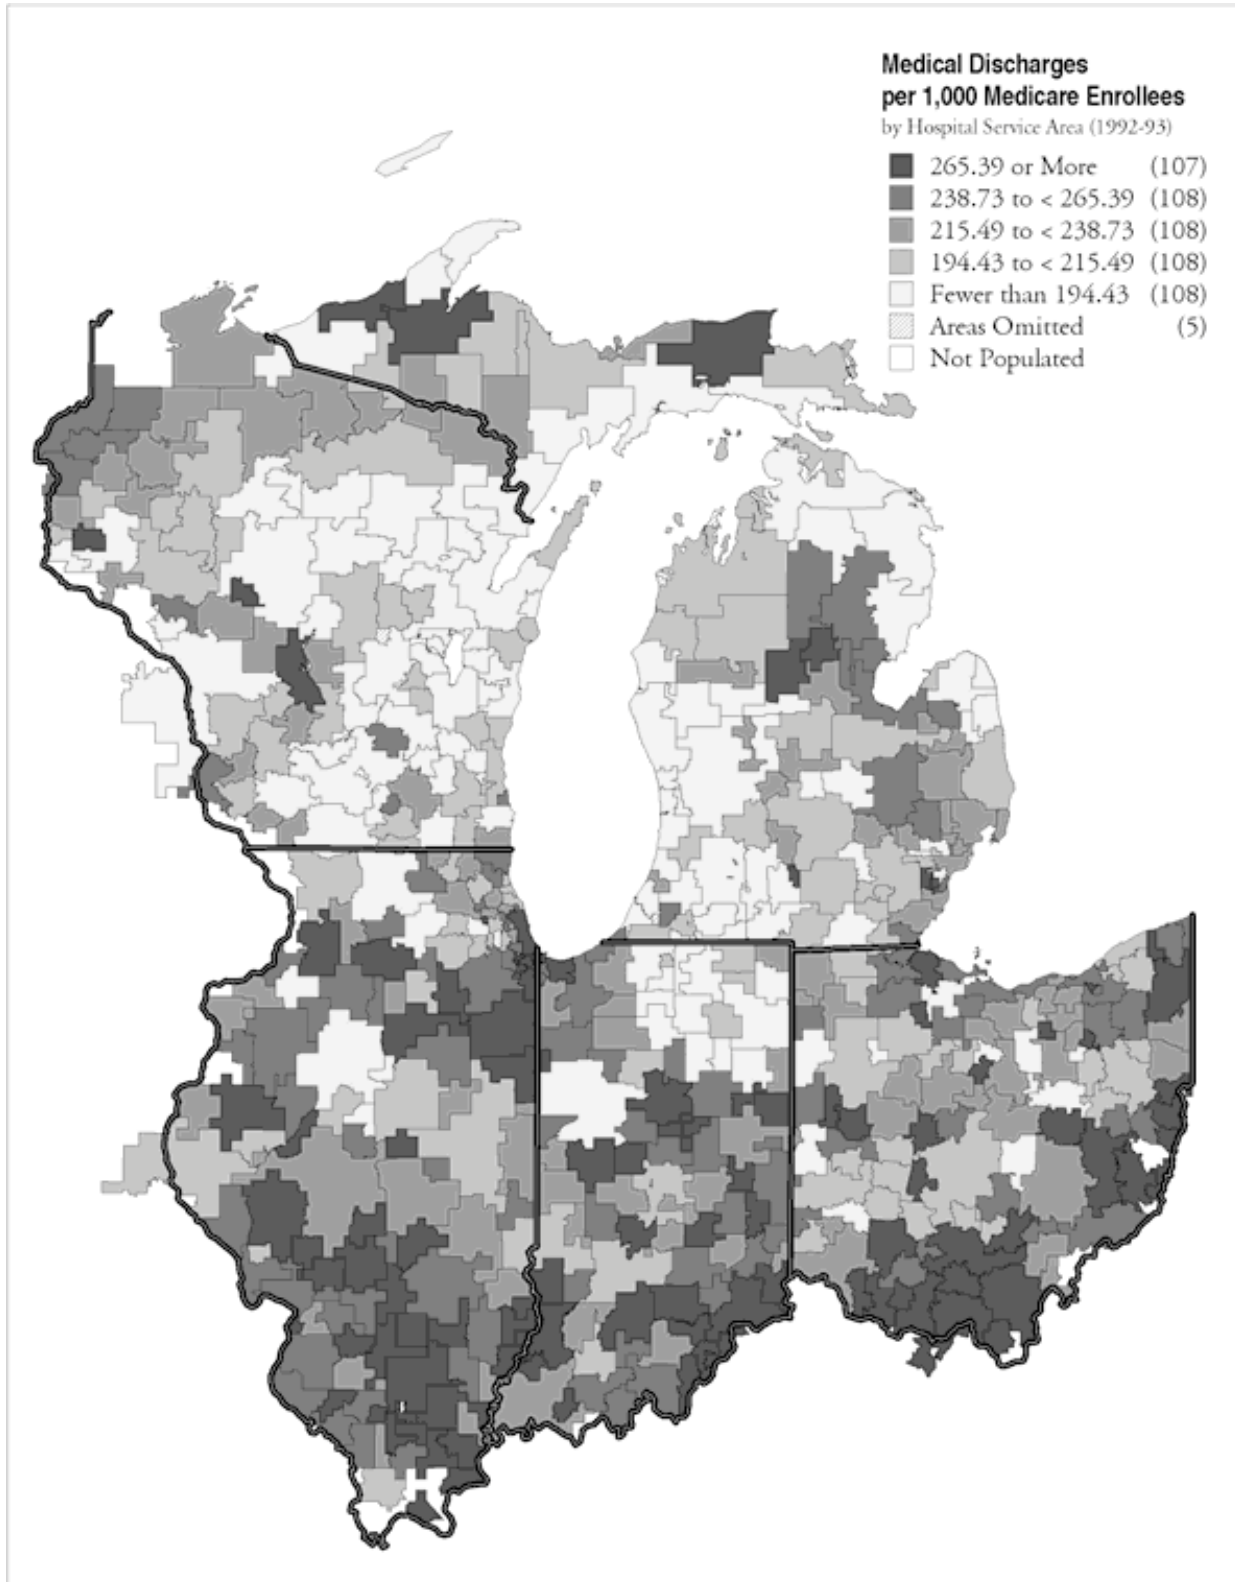 Medical Discharges
per 1,000 Medicare Enrollees
by Hospital Service Area (1992-93)
265.39 or More (107)
238.73 to < 265.39 (108)
215.49 to < 238.73 (108)
194.43 to < 215.49 (108)
Fewer than 194.43 (108)
Areas Omitted (5)
Not Populated